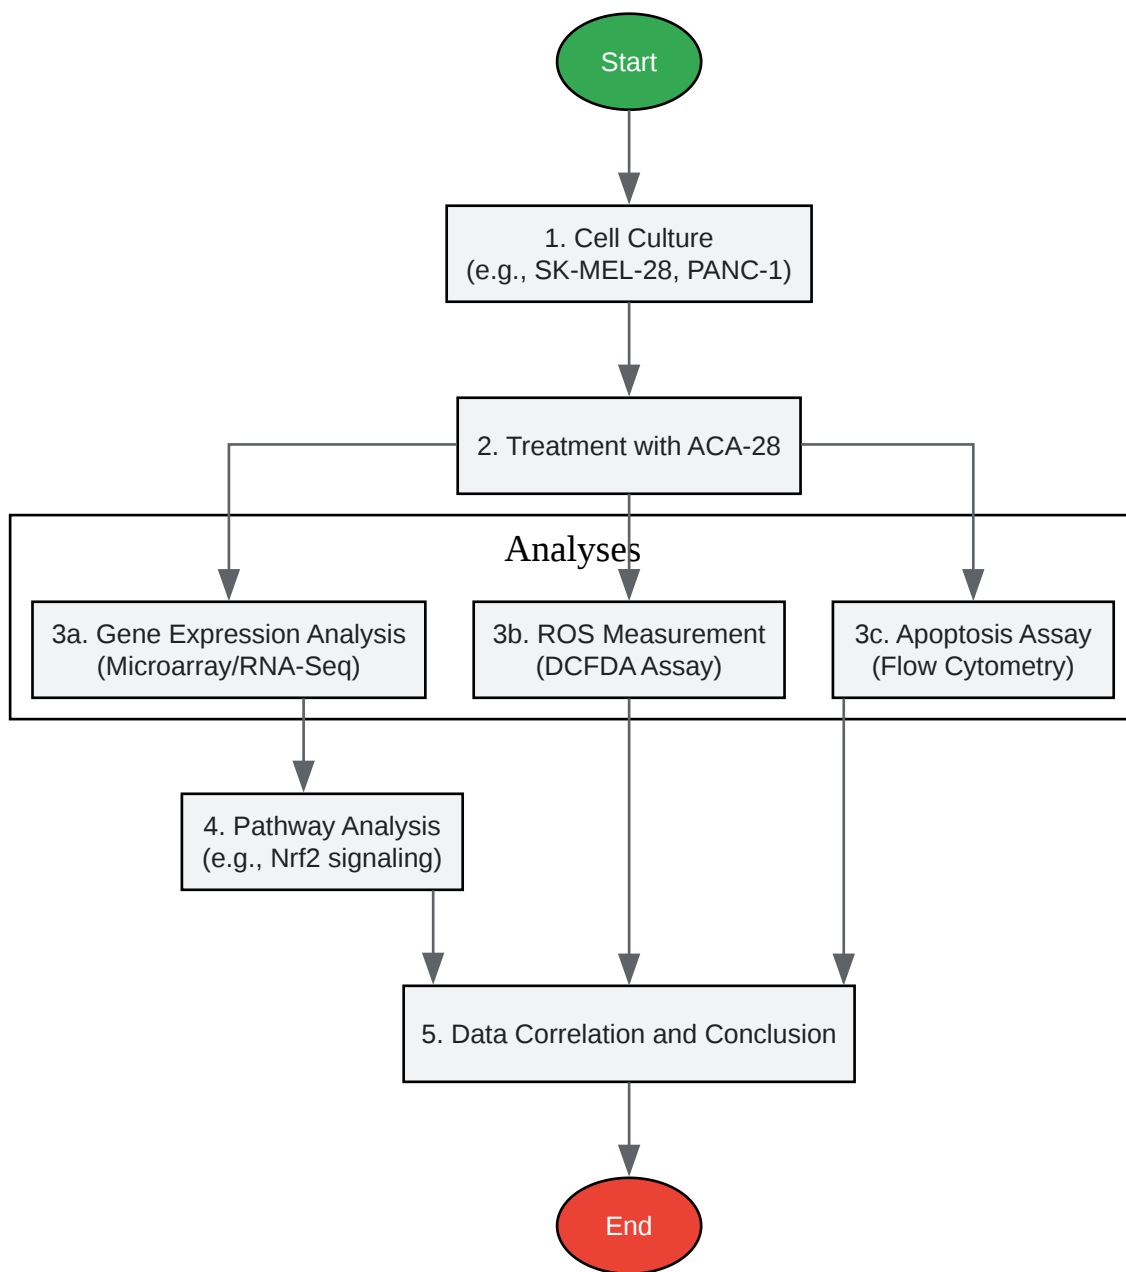 Start
1. Cell Culture
(e.g., SK-MEL-28, PANC-1)
2. Treatment with ACA-28
Analyses
3a. Gene Expression Analysis
(Microarray/RNA-Seq)
3b. ROS Measurement
(DCFDA Assay)
3c. Apoptosis Assay
(Flow Cytometry)
4. Pathway Analysis
(e.g., Nrf2 signaling)
5. Data Correlation and Conclusion
End